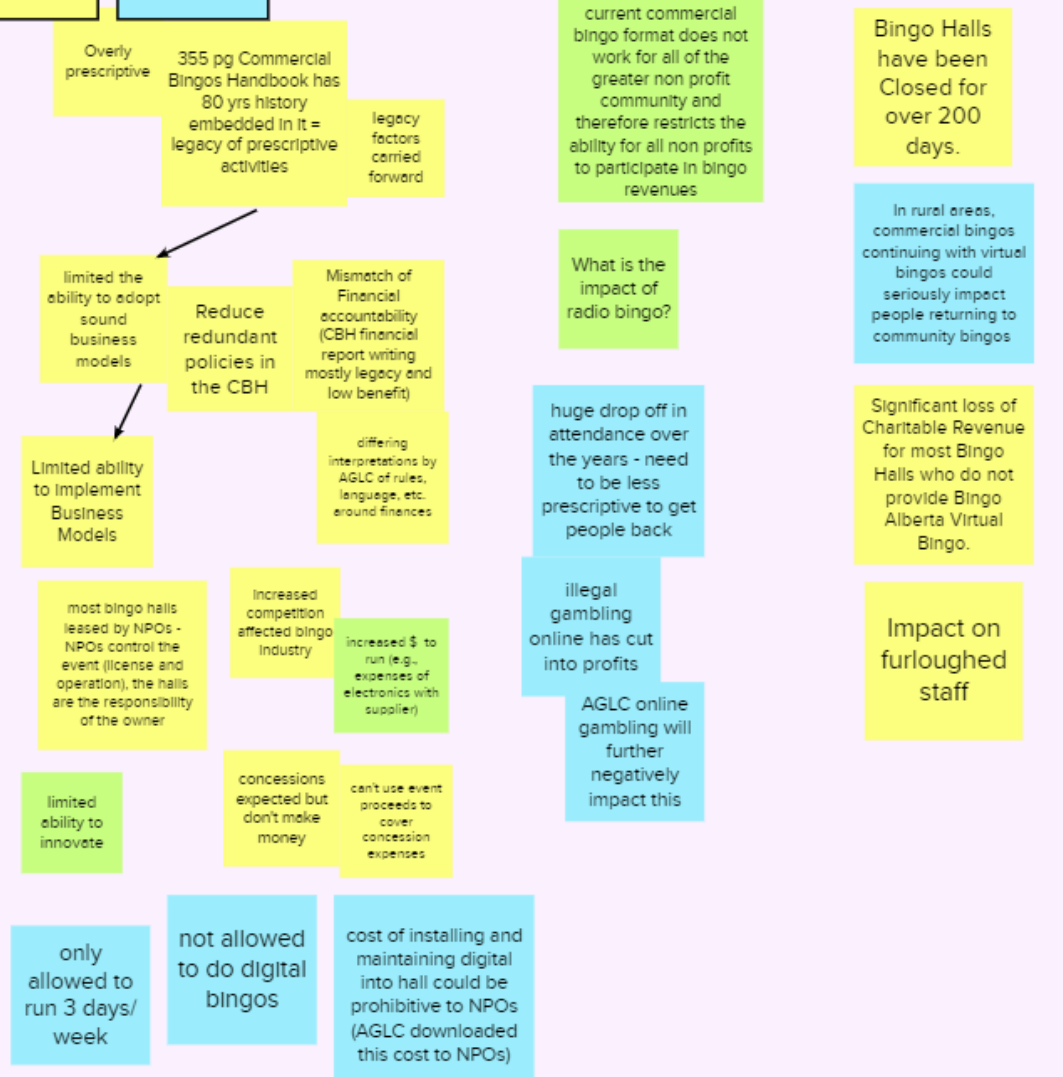 Overly
prescriptive
355 pg Commercial
Bingos Handbook has
80 yrs history
embedded in it =
legacy of prescriptive
activities
legacy
factors
carried
forward
limited the
ability to adopt
sound
business
models
Reduce
redundant
policies in
the CBH
Mismatch of
Financial
accountability
(CBH financial
report writing
mostly legacy and
low benefit)
differing
interpretations by
AGLC of rules,
language, etc.
around finances
Limited ability
to implement
Business
Models
most bingo halls
leased by NPOs -
NPOs control the
event (license and
operation), the halls
are the responsibility
of the owner
Increased
competition
affected bingo
industry
increased $ to
run (e.g.,
expenses of
electronics with
supplier)
limited
ability to
innovate
concessions
expected but
don't make
money
can't use event
proceeds to
cover
concession
expenses
only
allowed to
run 3 days/
week
not allowed
to do digital
bingos
cost of installing and
maintaining digital
into hall could be
prohibitive to NPOs
(AGLC downloaded
this cost to NPOs)
current commercial
bingo format does not
work for all of the
greater non profit
community and
therefore restricts the
ability for all non profits
to participate in bingo
revenues
What is the
impact of
radio bingo?
huge drop off in
attendance over
the years - need
to be less
prescriptive to get
people back
illegal
gambling
online has cut
into profits
AGLC online
gambling will
further
negatively
impact this
Bingo Halls
have been
Closed for
over 200
days.
In rural areas,
commercial bingos
continuing with virtual
bingos could
seriously impact
people returning to
community bingos
Significant loss of
Charitable Revenue
for most Bingo
Halls who do not
provide Bingo
Alberta Virtual
Bingo.
Impact on
furloughed
staff